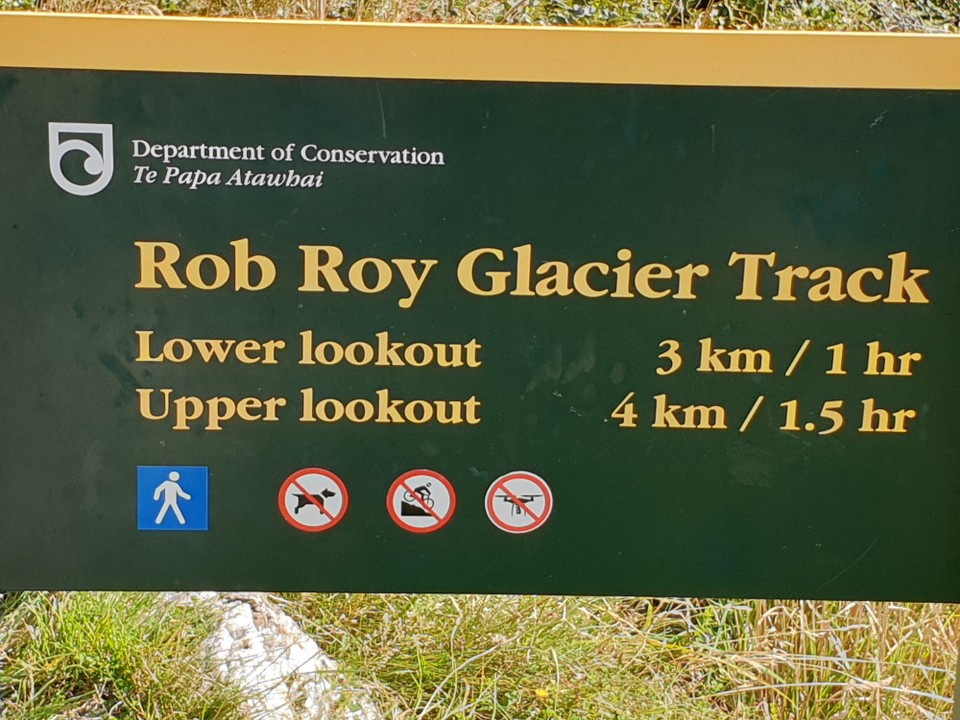 Department of Conservation
Te Papa Atawhai
Rob Roy Glacier Track
Lower lookout 3 km / 1 hr
Upper lookout 4 km / 1.5 hr